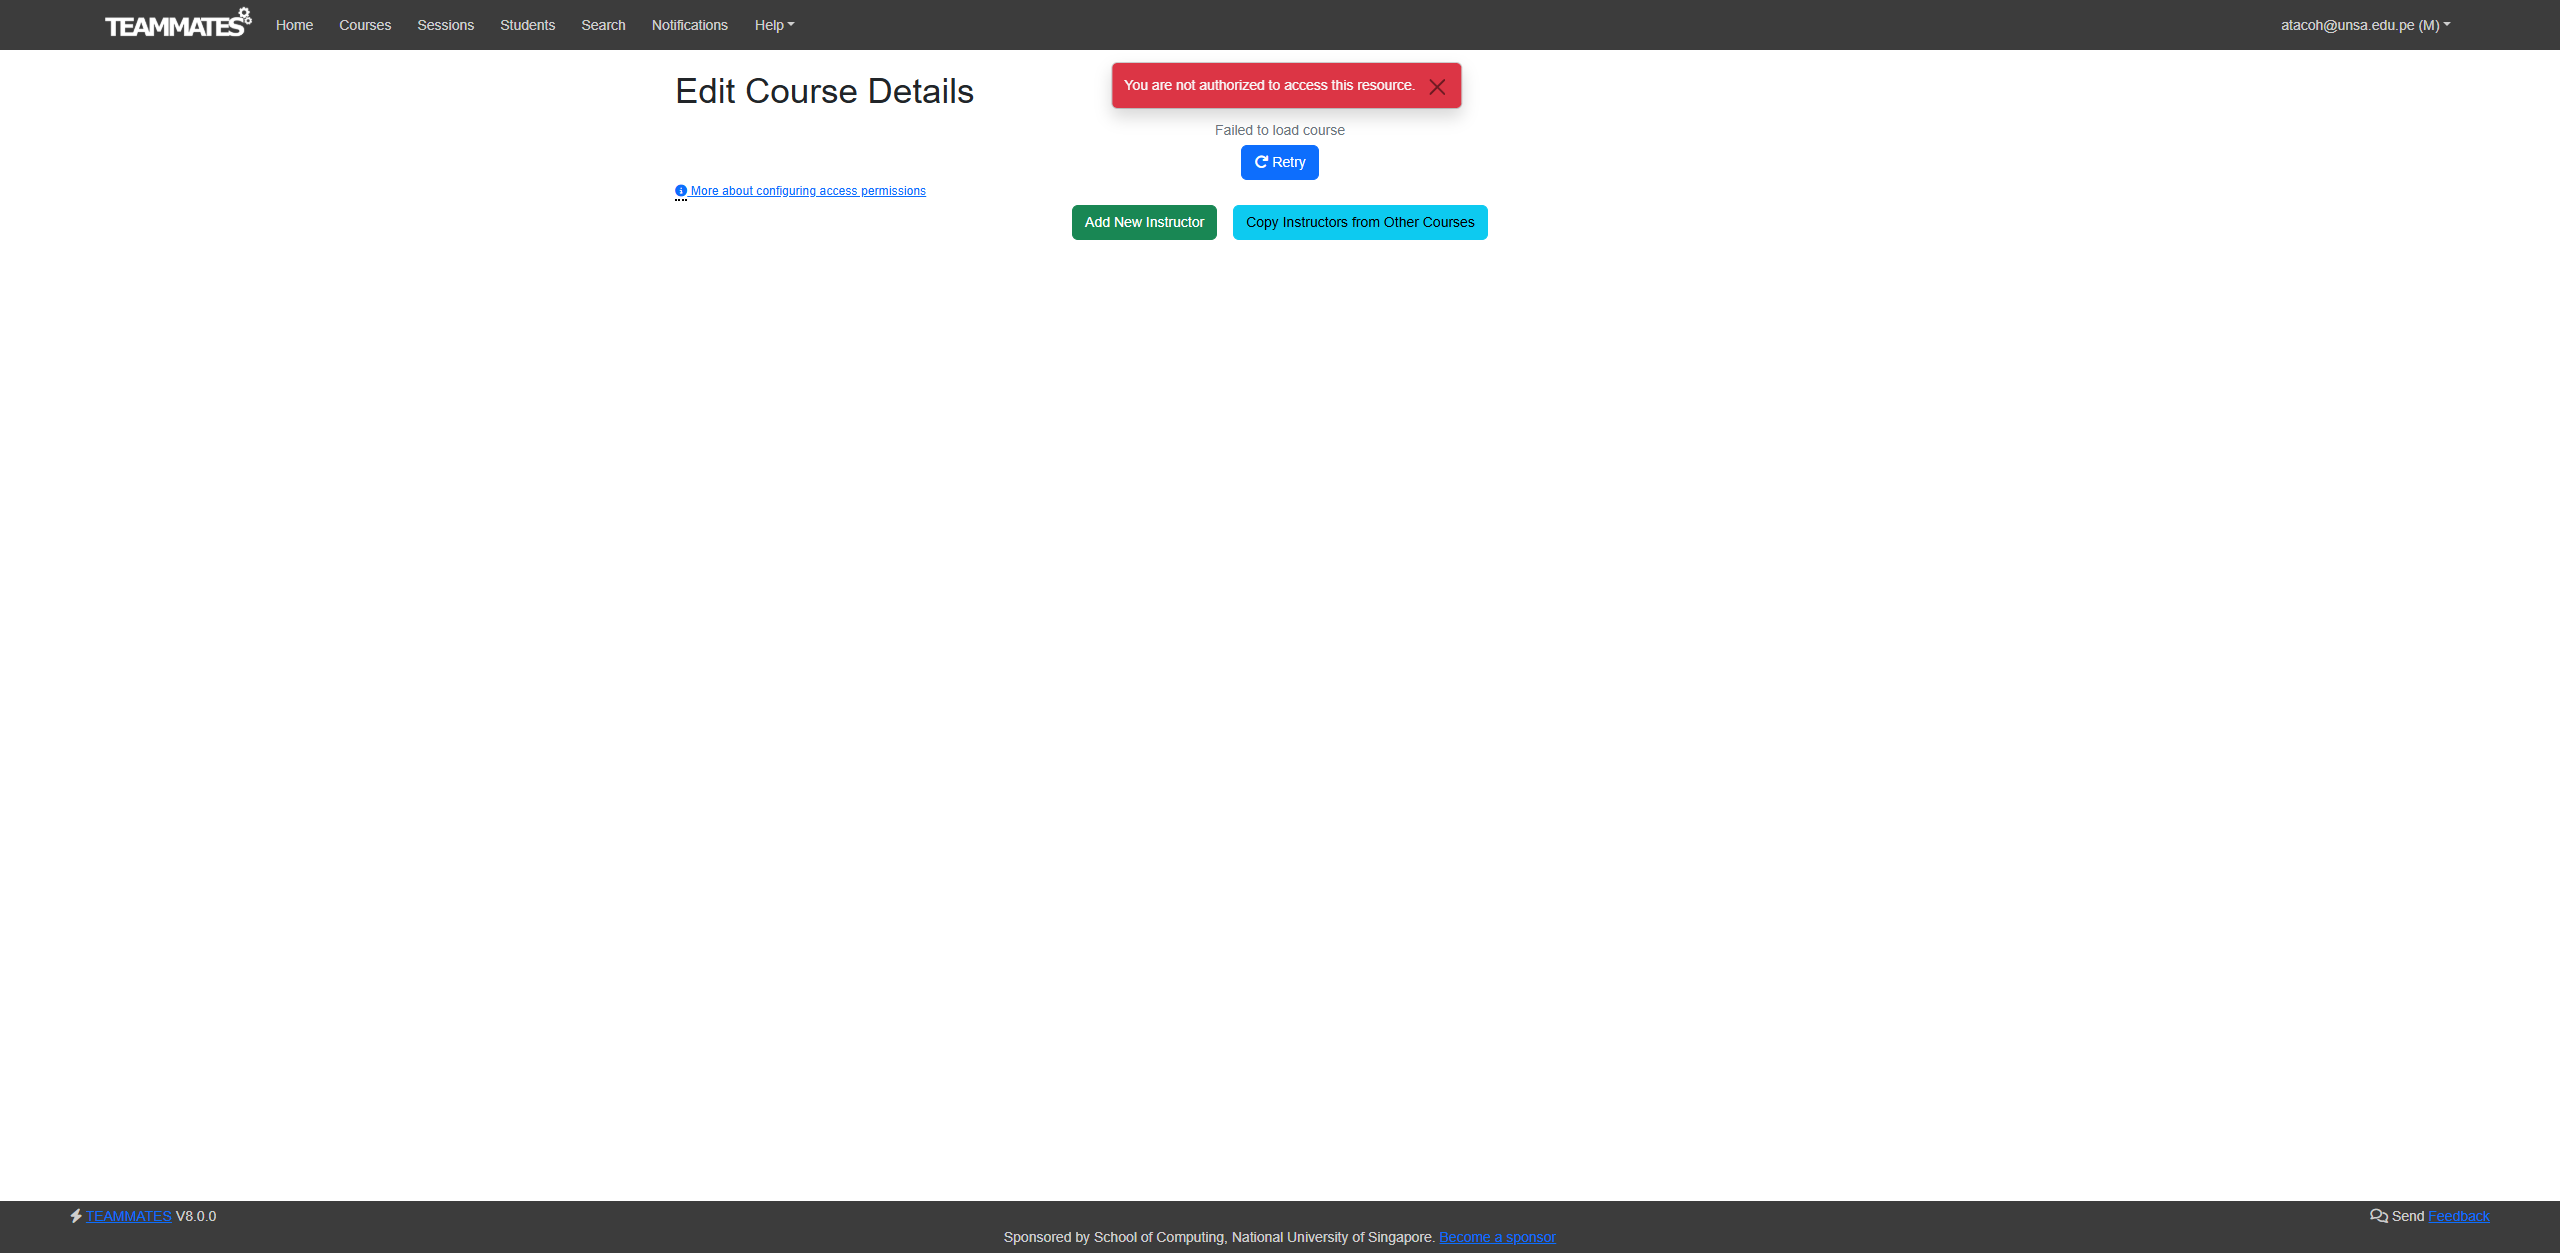 TEAMMATES Home Courses Sessions Students Search Notifications Help atacoh@unsa.edu.pe (M)
Edit Course Details
You are not authorized to access this resource.
Failed to load course
Retry
More about configuring access permissions
Add New Instructor Copy Instructors from Other Courses
TEAMMATES V8.0.0 Send Feedback
Sponsored by School of Computing, National University of Singapore. Become a sponsor